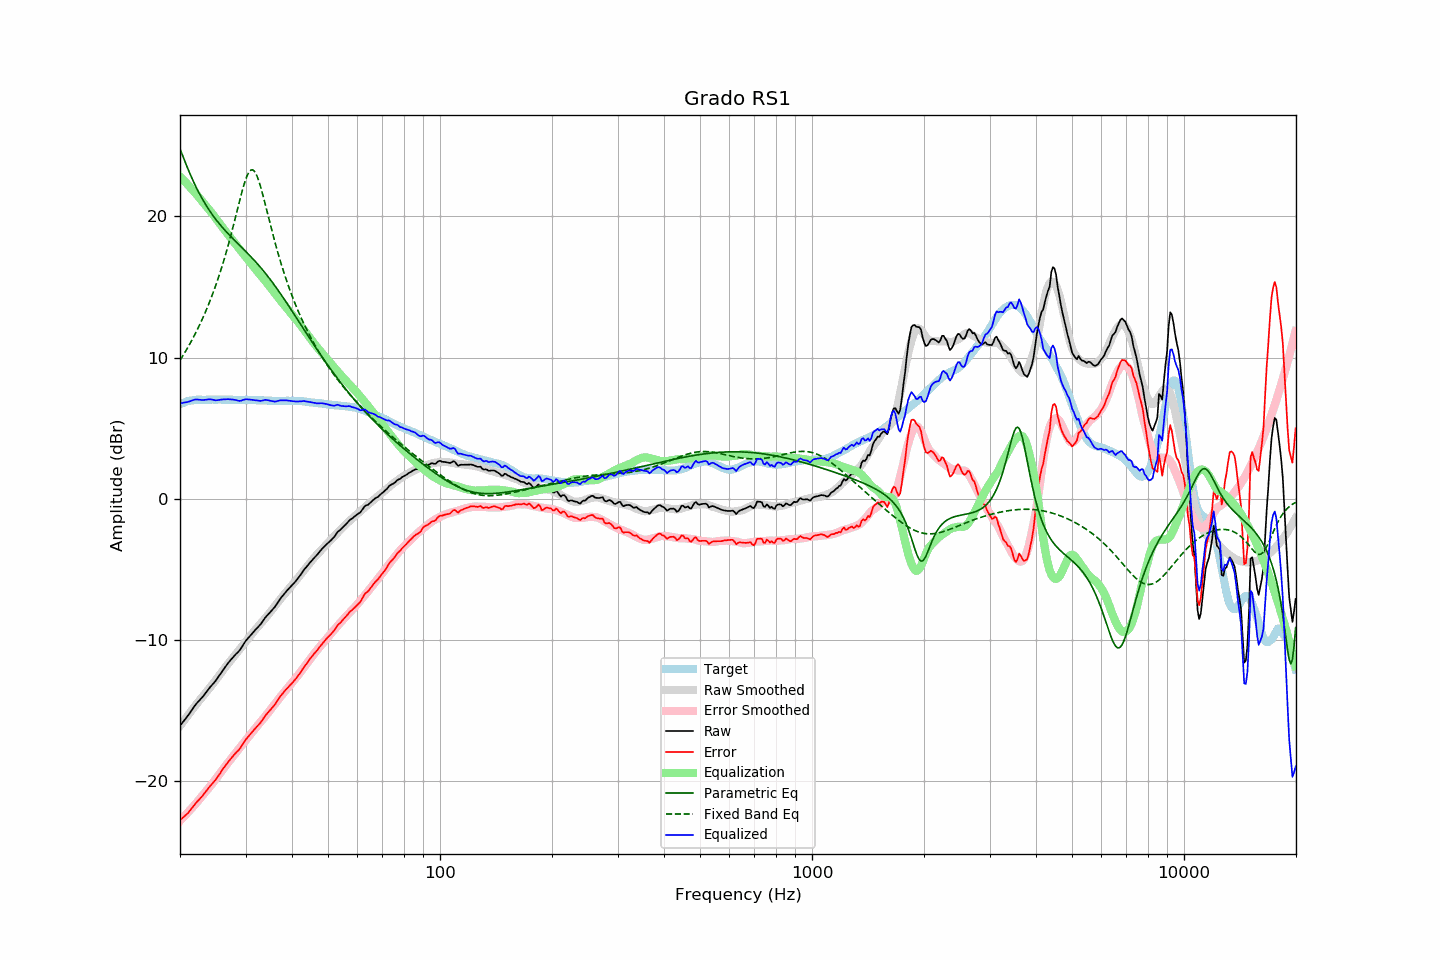 Grado RS1
Amplitude (dBr)
20
10
0
−10
−20
100
1000
10000
Frequency (Hz)
Target
Raw Smoothed
Error Smoothed
Raw
Error
Equalization
Parametric Eq
Fixed Band Eq
Equalized